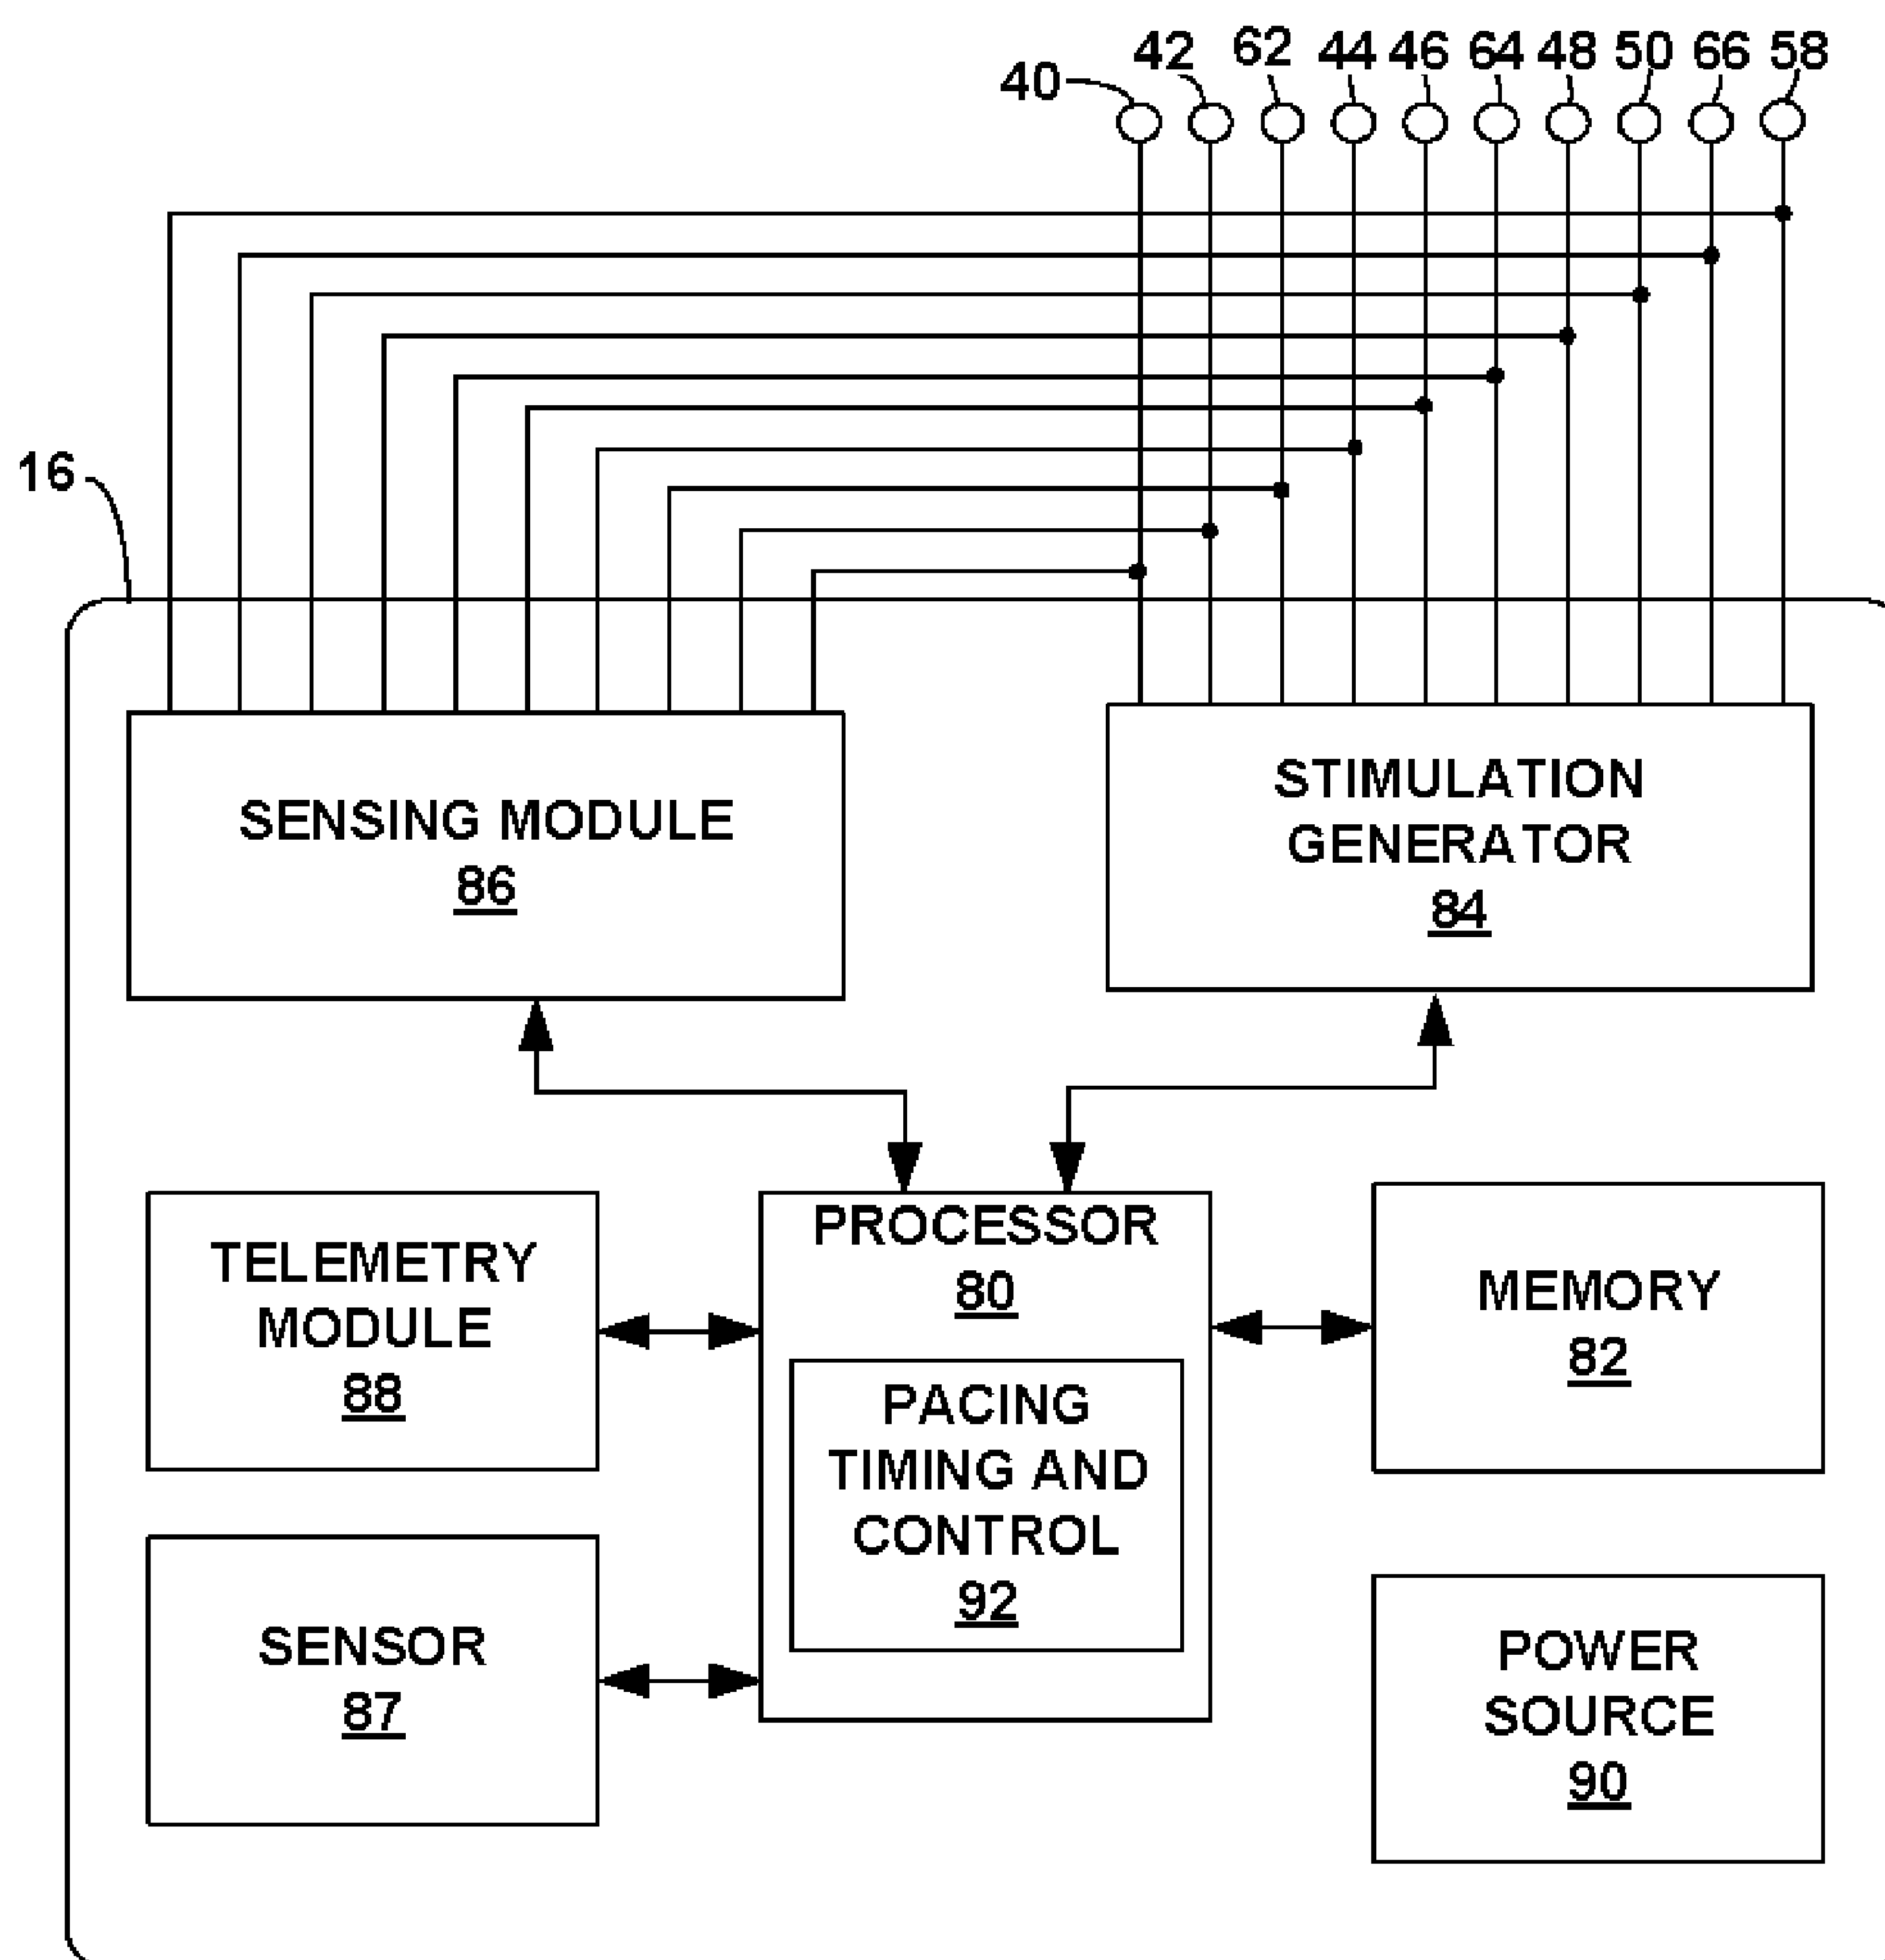 40 42 62 44 46 64 48 50 66 58
16
SENSING MODULE
86
STIMULATION
GENERATOR
84
TELEMETRY
MODULE
88
PROCESSOR
80
PACING
TIMING AND
CONTROL
92
MEMORY
82
SENSOR
87
POWER
SOURCE
90